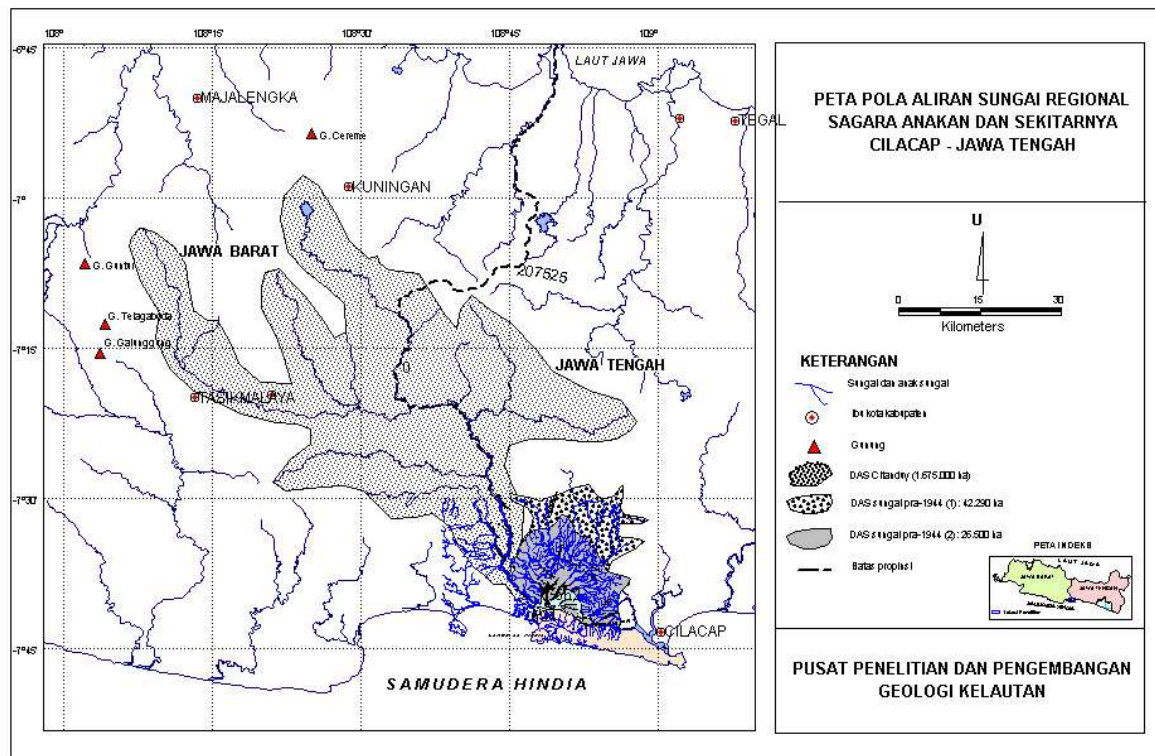 108° 108°15' 108°30' 108°45' 109°
-6°45'
LAUT JAWA
MAJALENGKA
TEGAL
G. Cereme
KUNINGAN
-7°
JAWA BARAT
G. Guntur
207525
G. Telagaboda
G. Galunggung
-7°15'
JAWA TENGAH
0
TASIKMALAYA
-7°30'
CILACAP
-7°45'
SAMUDERA HINDIA
PETA POLA ALIRAN SUNGAI REGIONAL
SAGARA ANAKAN DAN SEKITARNYA
CILACAP - JAWA TENGAH
U
0 15 30
Kilometers
KETERANGAN
Sungai dan anak sungai
Ibu kota kabupaten
Gunung
DAS Citanduy (1.675.000 ha)
DAS sungai pra-1944 (1) : 42.290 ha
DAS sungai pra-1944 (2) : 26.500 ha
Batas propinsi
PETA INDEKS
LAUT JAWA
JAWA BARAT
JAWA TENGAH
PUSAT PENELITIAN DAN PENGEMBANGAN
GEOLOGI KELAUTAN